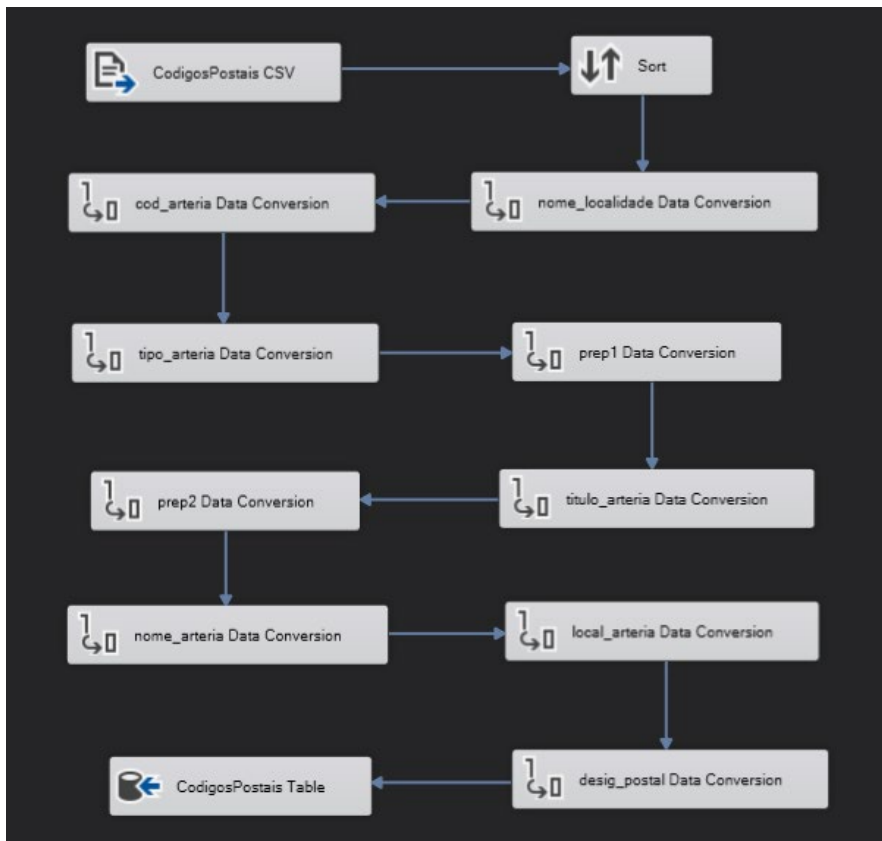 CodigosPostais CSV
Sort
nome_localidade Data Conversion
cod_arteria Data Conversion
tipo_arteria Data Conversion
prep1 Data Conversion
titulo_arteria Data Conversion
prep2 Data Conversion
nome_arteria Data Conversion
local_arteria Data Conversion
desig_postal Data Conversion
CodigosPostais Table